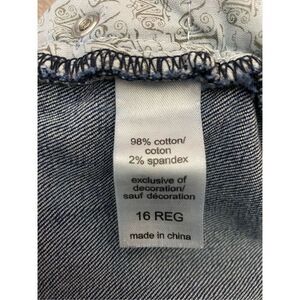 98% cotton/
coton
2% spandex
exclusive of
decoration/
sauf décoration
16 REG
made in china